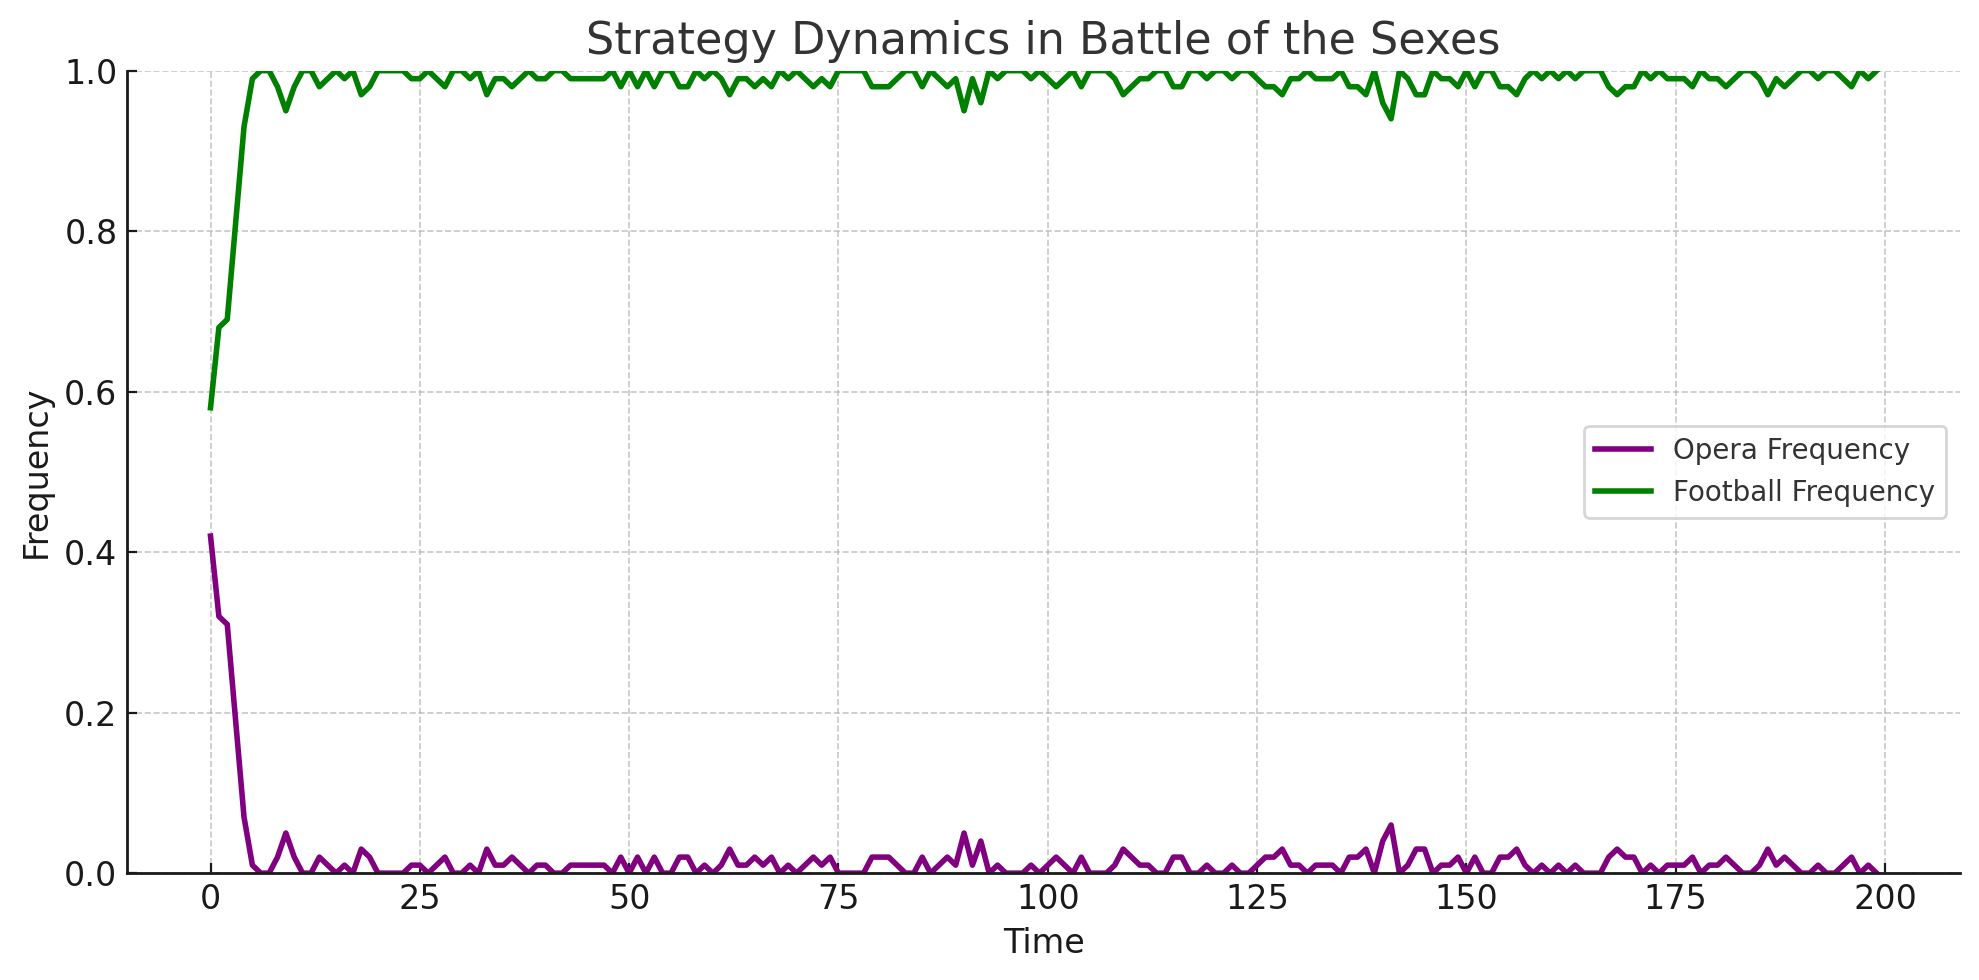 Strategy Dynamics in Battle of the Sexes
Frequency
1.0
0.8
0.6
0.4
0.2
0.0
Opera Frequency
Football Frequency
0 25 50 75 100 125 150 175 200
Time